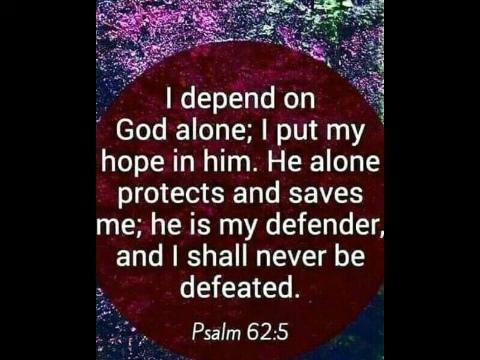 I depend on
God alone; I put my
hope in him. He alone
protects and saves
me; he is my defender,
and I shall never be
defeated.
Psalm 62:5